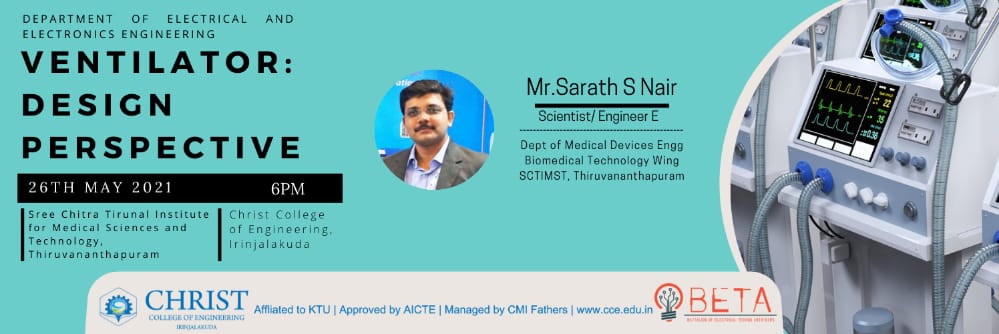 DEPARTMENT OF ELECTRICAL AND
ELECTRONICS ENGINEERING
VENTILATOR:
DESIGN
PERSPECTIVE
26TH MAY 2021 6PM
Sree Chitra Tirunal Institute
for Medical Sciences and
Technology,
Thiruvananthapuram
Christ College
of Engineering,
Irinjalakuda
Mr.Sarath S Nair
Scientist/ Engineer E
Dept of Medical Devices Engg
Biomedical Technology Wing
SCTIMST, Thiruvananthapuram
CHRIST
COLLEGE OF ENGINEERING
IRINJALAKUDA
Affliated to KTU | Approved by AICTE | Managed by CMI Fathers | www.cce.edu.in
BETA